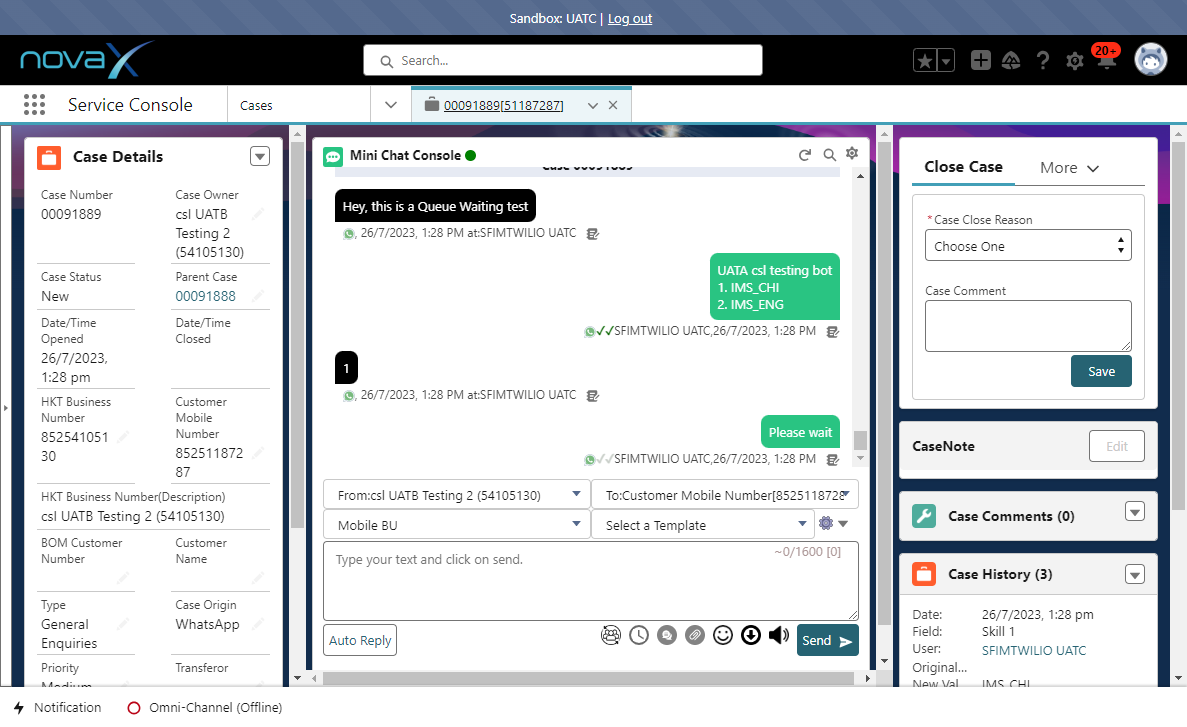 Sandbox: UATC | Log out
novaX
Search...
20+
Service Console
Cases
00091889[51187287]
Case Details
Case Number
00091889
Case Owner
csl UATB
Testing 2
(54105130)
Case Status
New
Parent Case
00091888
Date/Time
Opened
26/7/2023,
1:28 pm
Date/Time
Closed
HKT Business
Number
852541051
30
Customer
Mobile
Number
852511872
87
HKT Business Number(Description)
csl UATB Testing 2 (54105130)
BOM Customer
Number
Customer
Name
Type
General
Enquiries
Case Origin
WhatsApp
Priority
Medium
Transferor
Mini Chat Console
Case 00091889
Hey, this is a Queue Waiting test
, 26/7/2023, 1:28 PM at:SFIMTWILIO UATC
UATA csl testing bot
1. IMS_CHI
2. IMS_ENG
SFIMTWILIO UATC,26/7/2023, 1:28 PM
1
, 26/7/2023, 1:28 PM at:SFIMTWILIO UATC
Please wait
SFIMTWILIO UATC,26/7/2023, 1:28 PM
From:csl UATB Testing 2 (54105130)
To:Customer Mobile Number[8525118728
Mobile BU
Select a Template
Type your text and click on send.
~0/1600 [0]
Auto Reply
Send
Close Case
More
*Case Close Reason
Choose One
Case Comment
Save
CaseNote
Edit
Case Comments (0)
Case History (3)
Date:
26/7/2023, 1:28 pm
Field:
Skill 1
User:
SFIMTWILIO UATC
Original...
New Val
IMS_CHI
Notification
Omni-Channel (Offline)